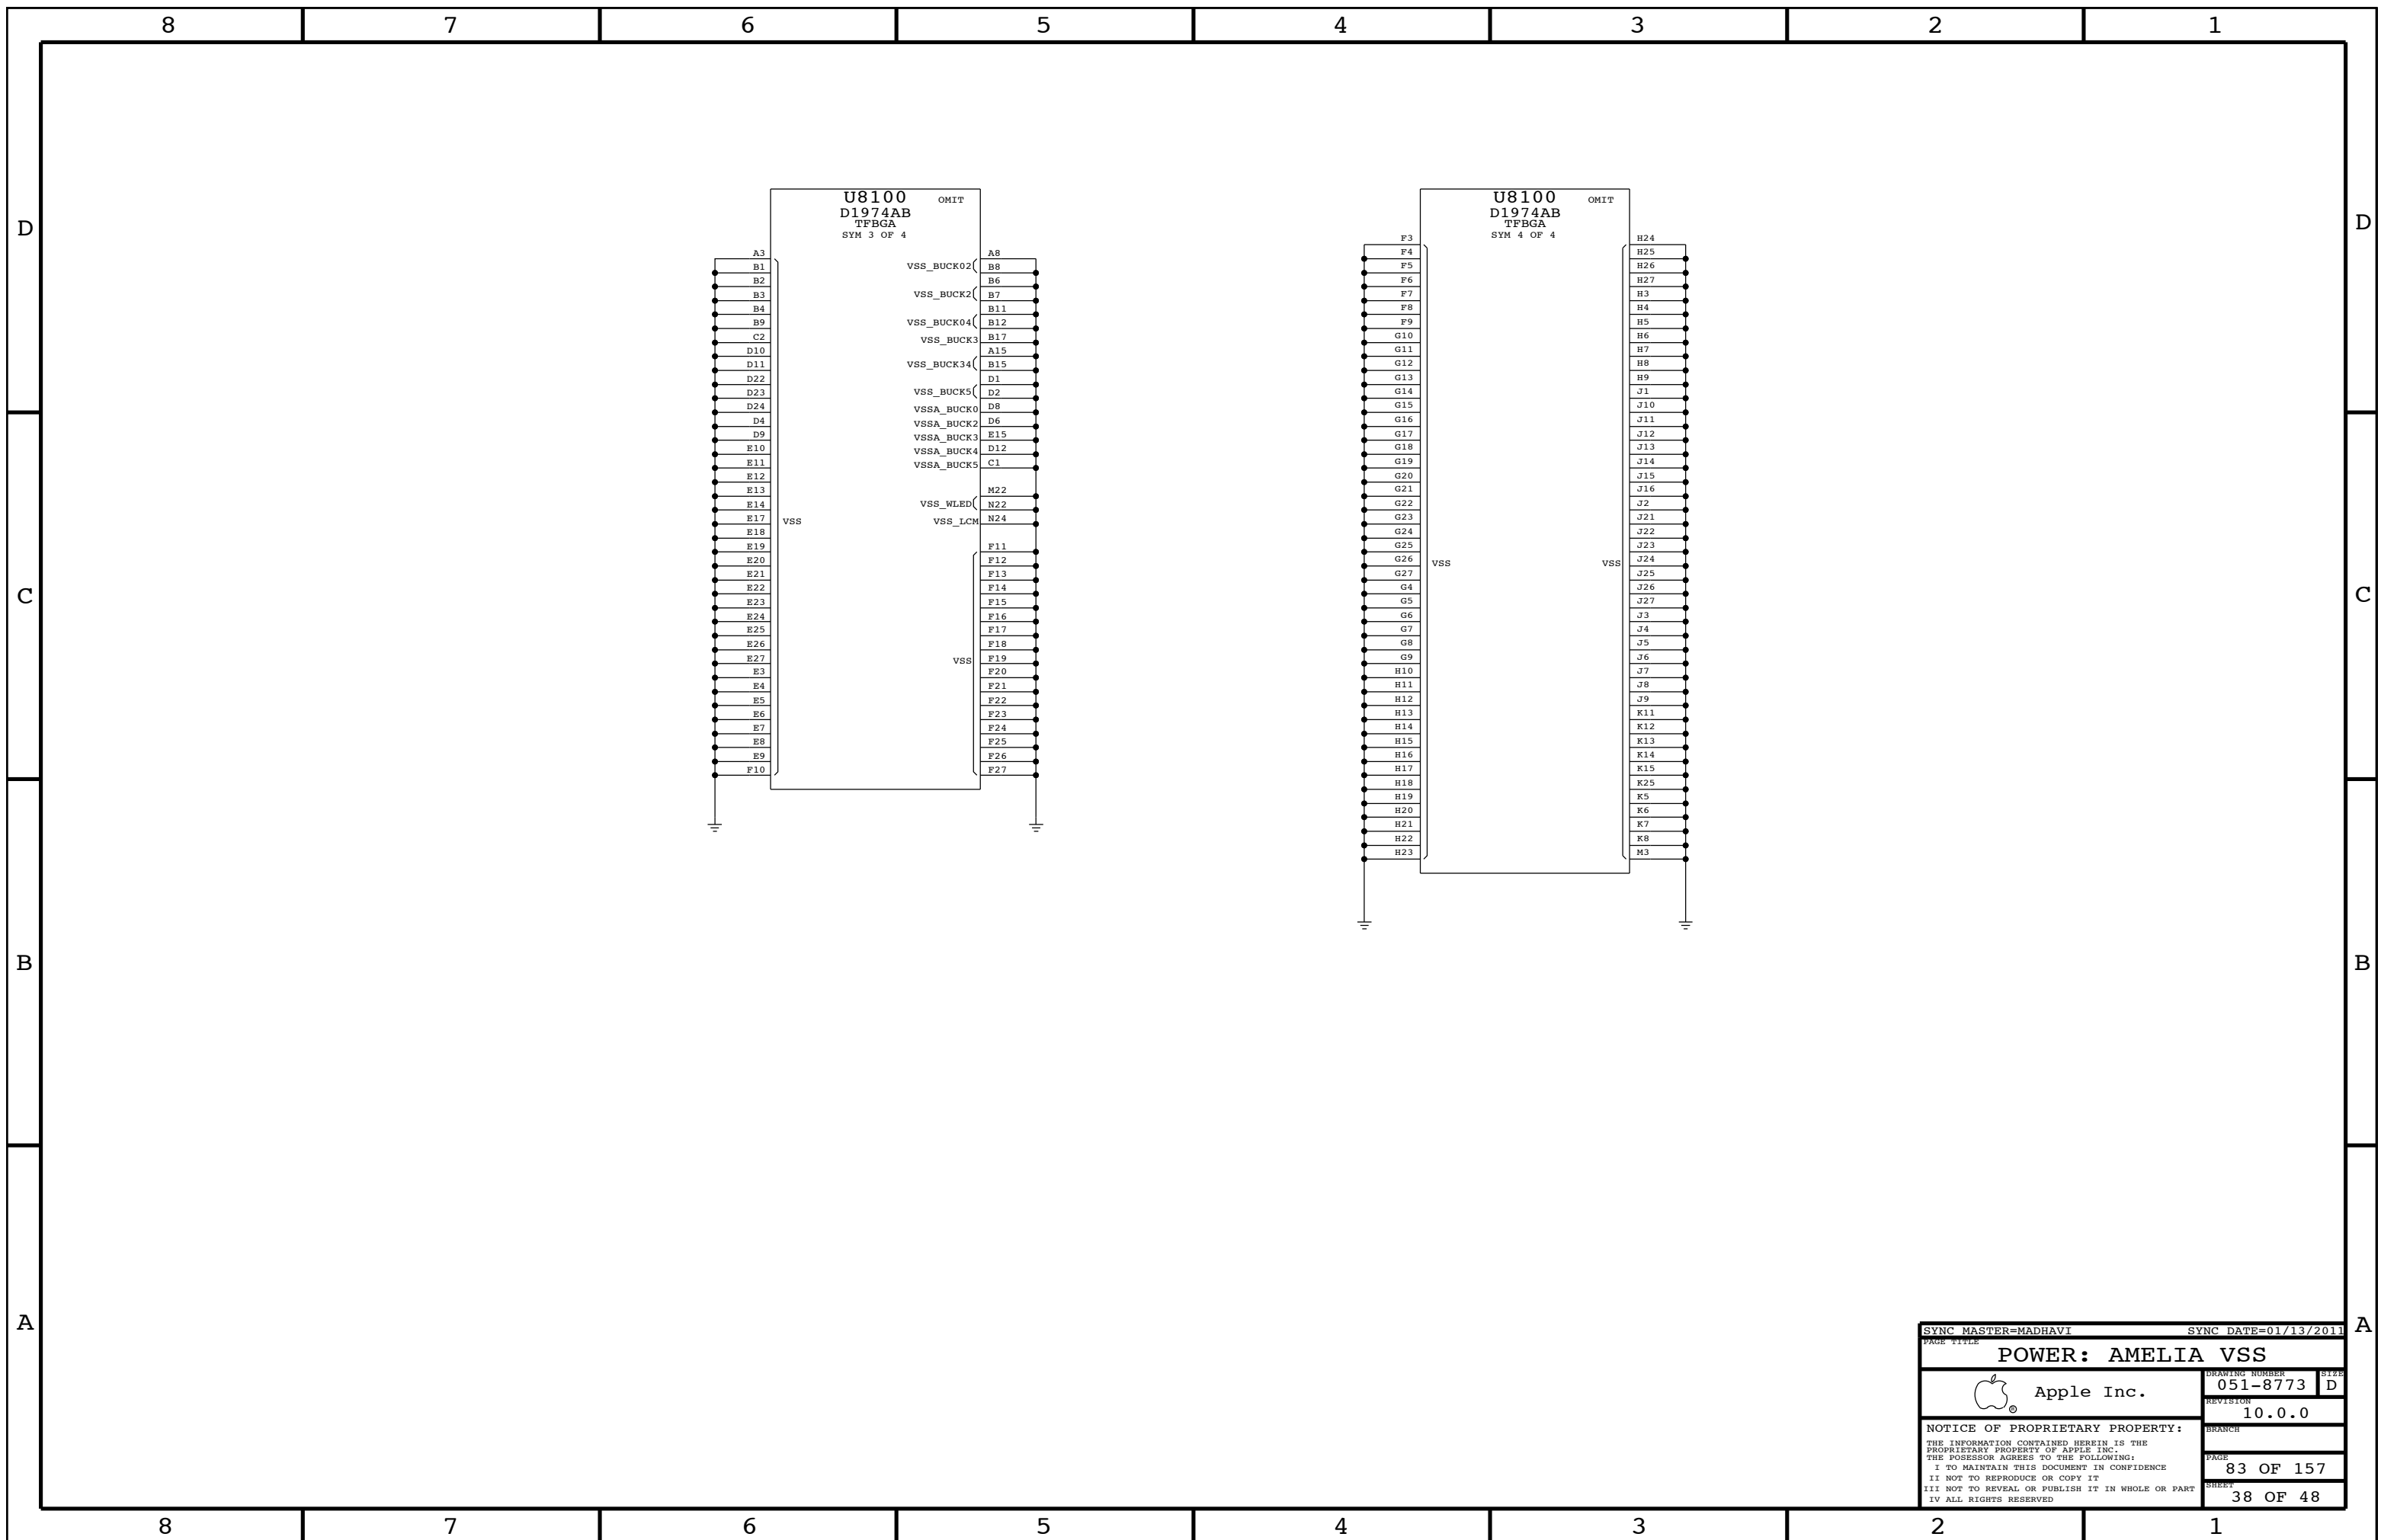 8 7 6 5 4 3 2 1
D
C
B
A
D
C
B
A
U8100 OMIT
D1974AB
TFBGA
SYM 3 OF 4
A3
B1
B2
B3
B4
B9
C2
D10
D11
D22
D23
D24
D4
D9
E10
E11
E12
E13
E14
E17
E18
E19
E20
E21
E22
E23
E24
E25
E26
E27
E3
E4
E5
E6
E7
E8
E9
F10
VSS
VSS_BUCK02
VSS_BUCK2
VSS_BUCK04
VSS_BUCK3
VSS_BUCK34
VSS_BUCK5
VSSA_BUCK0
VSSA_BUCK2
VSSA_BUCK3
VSSA_BUCK4
VSSA_BUCK5
VSS_WLED
VSS_LCM
VSS
A8
B8
B6
B7
B11
B12
B17
A15
B15
D1
D2
D8
D6
E15
D12
C1
M22
N22
N24
F11
F12
F13
F14
F15
F16
F17
F18
F19
F20
F21
F22
F23
F24
F25
F26
F27
U8100 OMIT
D1974AB
TFBGA
SYM 4 OF 4
F3
F4
F5
F6
F7
F8
F9
G10
G11
G12
G13
G14
G15
G16
G17
G18
G19
G20
G21
G22
G23
G24
G25
G26
G27
G4
G5
G6
G7
G8
G9
H10
H11
H12
H13
H14
H15
H16
H17
H18
H19
H20
H21
H22
H23
VSS
VSS
H24
H25
H26
H27
H3
H4
H5
H6
H7
H8
H9
J1
J10
J11
J12
J13
J14
J15
J16
J2
J21
J22
J23
J24
J25
J26
J27
J3
J4
J5
J6
J7
J8
J9
K11
K12
K13
K14
K15
K25
K5
K6
K7
K8
M3
SYNC MASTER=MADHAVI SYNC DATE=01/13/2011
PAGE TITLE
POWER: AMELIA VSS
Apple Inc.
®
DRAWING NUMBER
051-8773
SIZE
D
REVISION
10.0.0
BRANCH
PAGE
83 OF 157
SHEET
38 OF 48
NOTICE OF PROPRIETARY PROPERTY:
THE INFORMATION CONTAINED HEREIN IS THE
PROPRIETARY PROPERTY OF APPLE INC.
THE POSESSOR AGREES TO THE FOLLOWING:
I TO MAINTAIN THIS DOCUMENT IN CONFIDENCE
II NOT TO REPRODUCE OR COPY IT
III NOT TO REVEAL OR PUBLISH IT IN WHOLE OR PART
IV ALL RIGHTS RESERVED
8 7 6 5 4 3 2 1